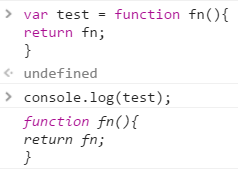 var test = function fn(){
return fn;
}
undefined
console.log(test);
function fn(){
return fn;
}